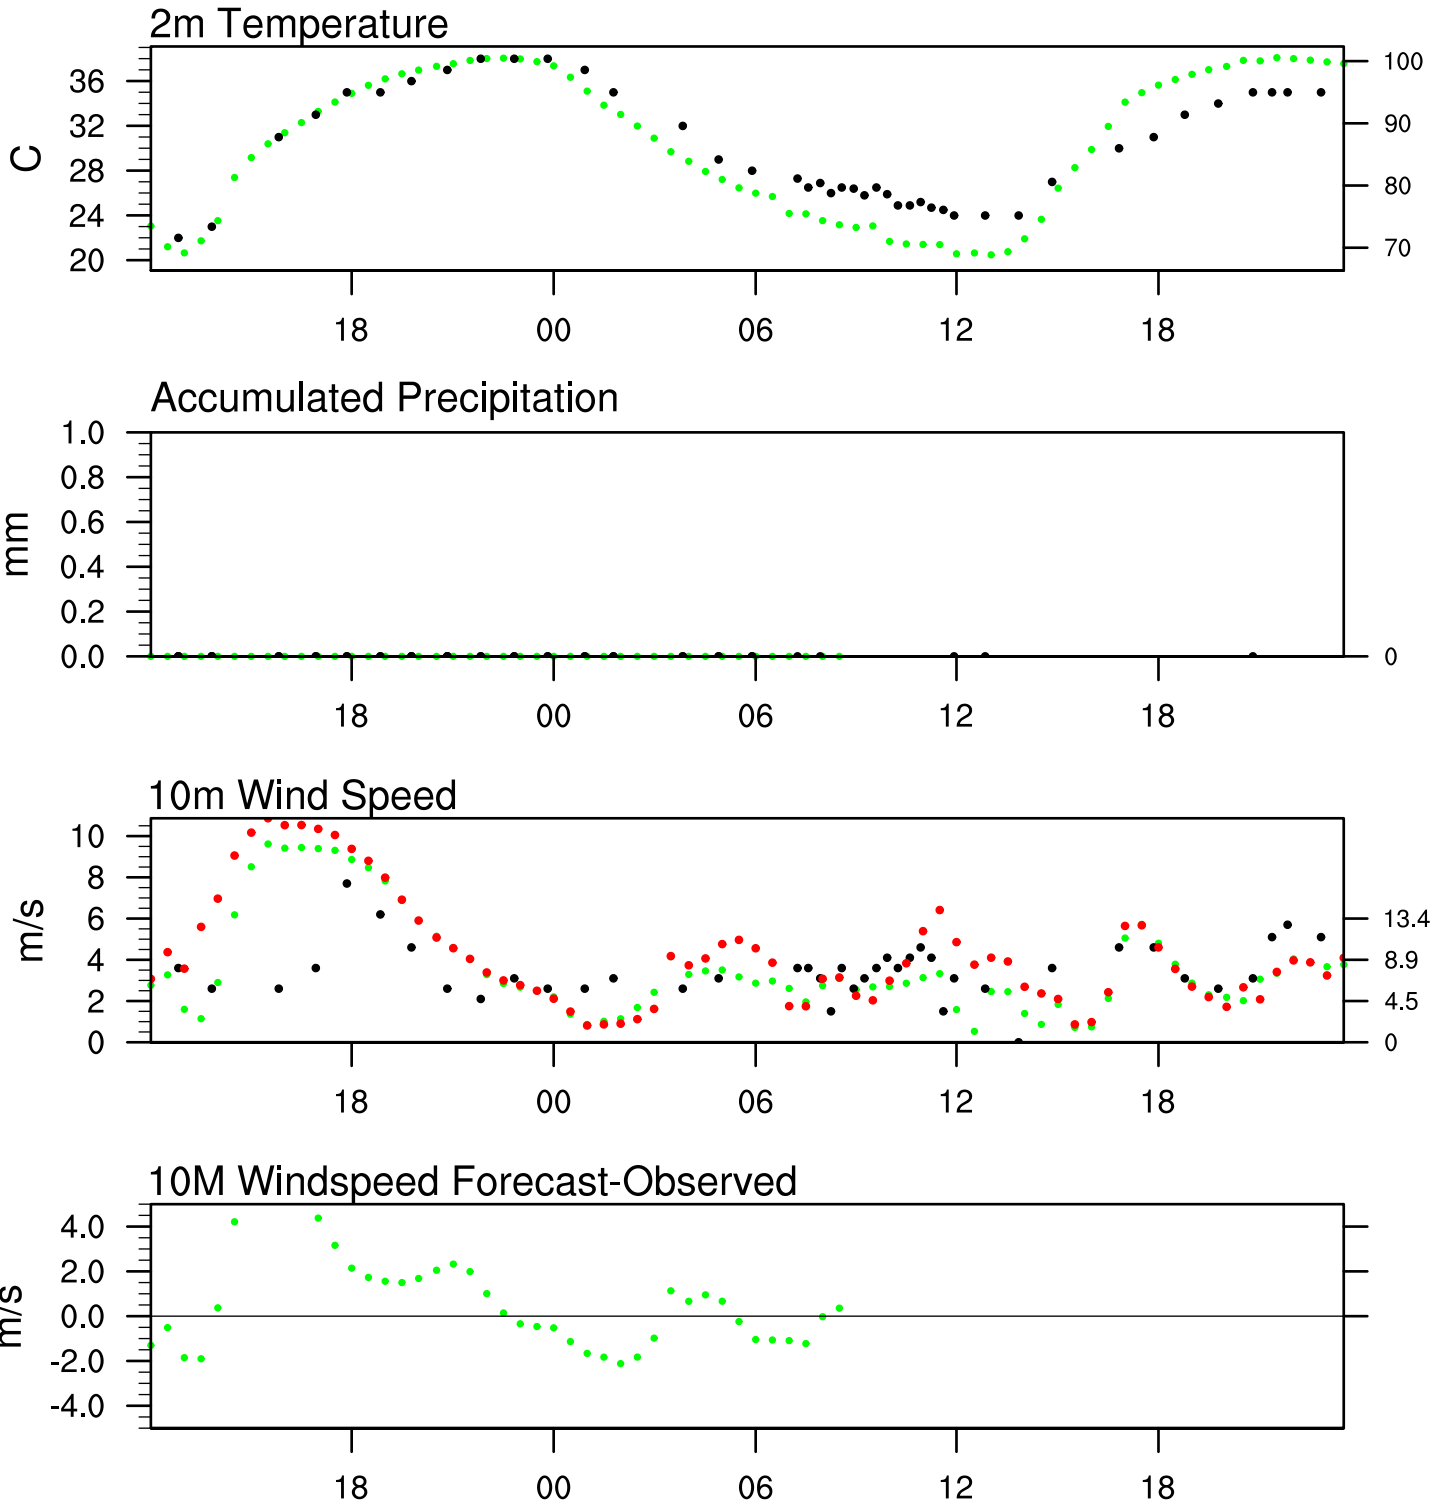 2m Temperature
36
32
28
24
20
C
100
90
80
70
18 00 06 12 18
Accumulated Precipitation
1.0
0.8
0.6
0.4
0.2
0.0
mm
0
18 00 06 12 18
10m Wind Speed
10
8
6
4
2
0
m/s
13.4
8.9
4.5
0
18 00 06 12 18
10M Windspeed Forecast-Observed
4.0
2.0
0.0
-2.0
-4.0
m/s
18 00 06 12 18